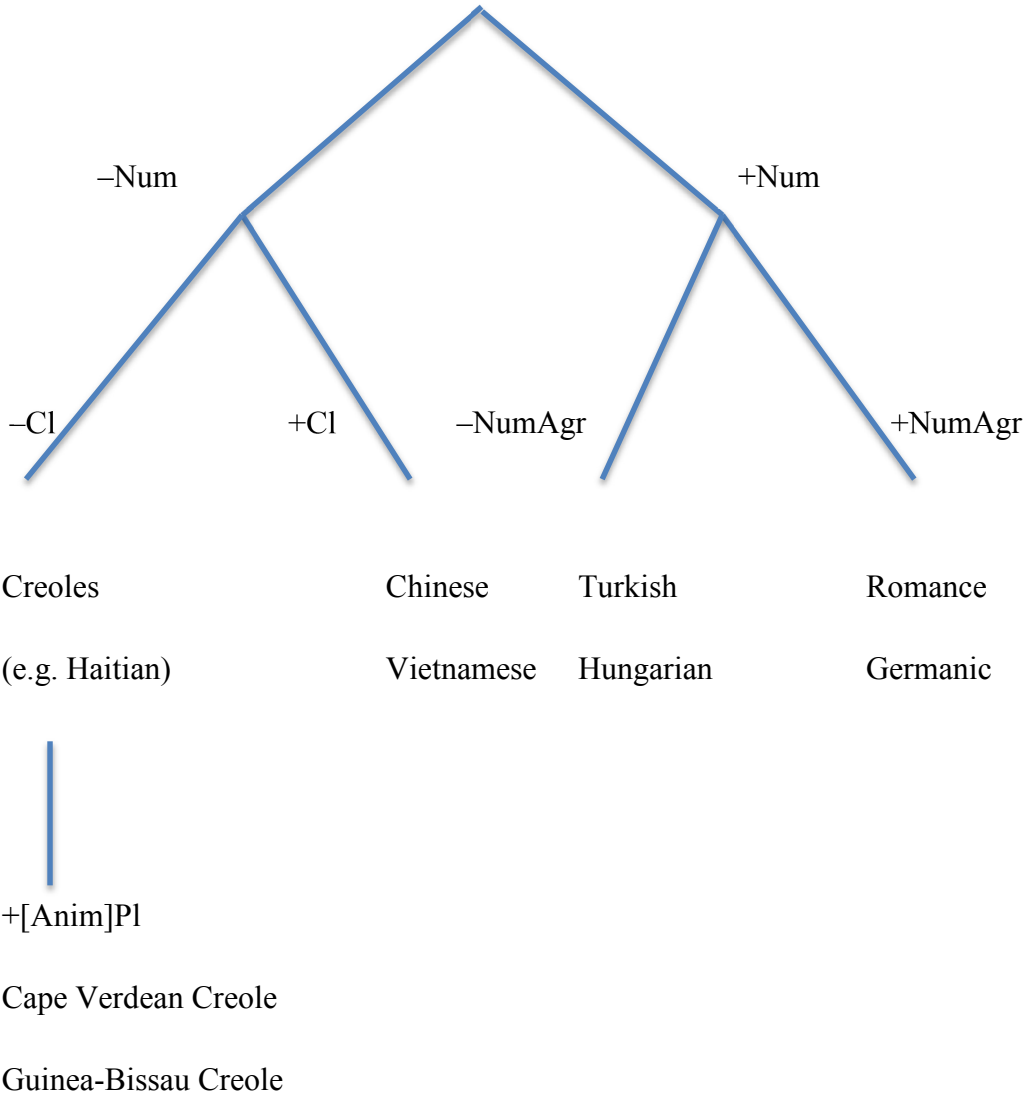 –Num +Num
–Cl +Cl –NumAgr +NumAgr
Creoles Chinese Turkish Romance
(e.g. Haitian) Vietnamese Hungarian Germanic
+[Anim]Pl
Cape Verdean Creole
Guinea-Bissau Creole